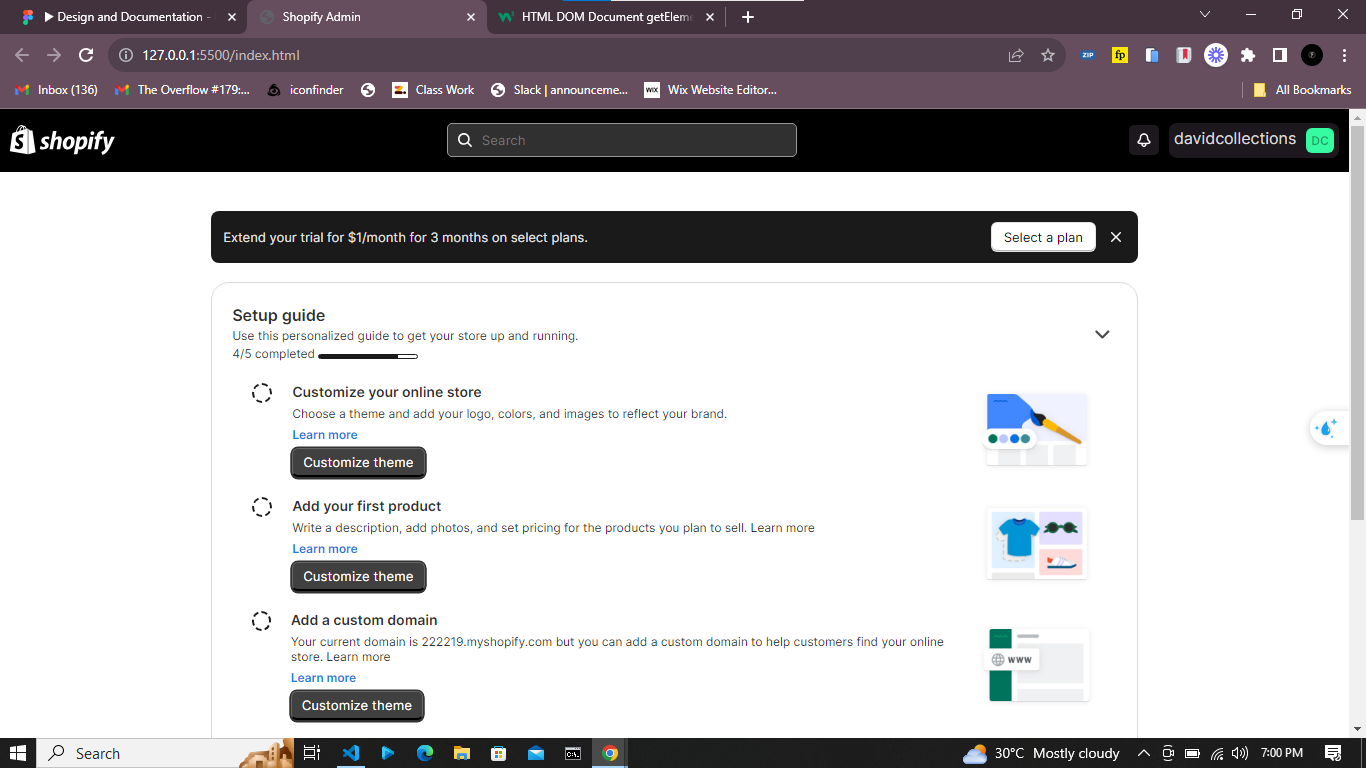 ▶ Design and Documentation -
Shopify Admin
HTML DOM Document getElem
127.0.0.1:5500/index.html
ZIP
fp
Inbox (136)
The Overflow #179:...
iconfinder
Class Work
Slack | announceme...
WIX
Wix Website Editor...
All Bookmarks
shopify
Search
davidcollections
DC
Extend your trial for $1/month for 3 months on select plans.
Select a plan
Setup guide
Use this personalized guide to get your store up and running.
4/5 completed
Customize your online store
Choose a theme and add your logo, colors, and images to reflect your brand.
Learn more
Customize theme
Add your first product
Write a description, add photos, and set pricing for the products you plan to sell. Learn more
Learn more
Customize theme
Add a custom domain
Your current domain is 222219.myshopify.com but you can add a custom domain to help customers find your online
store. Learn more
Learn more
Customize theme
www
Search
30°C Mostly cloudy
7:00 PM